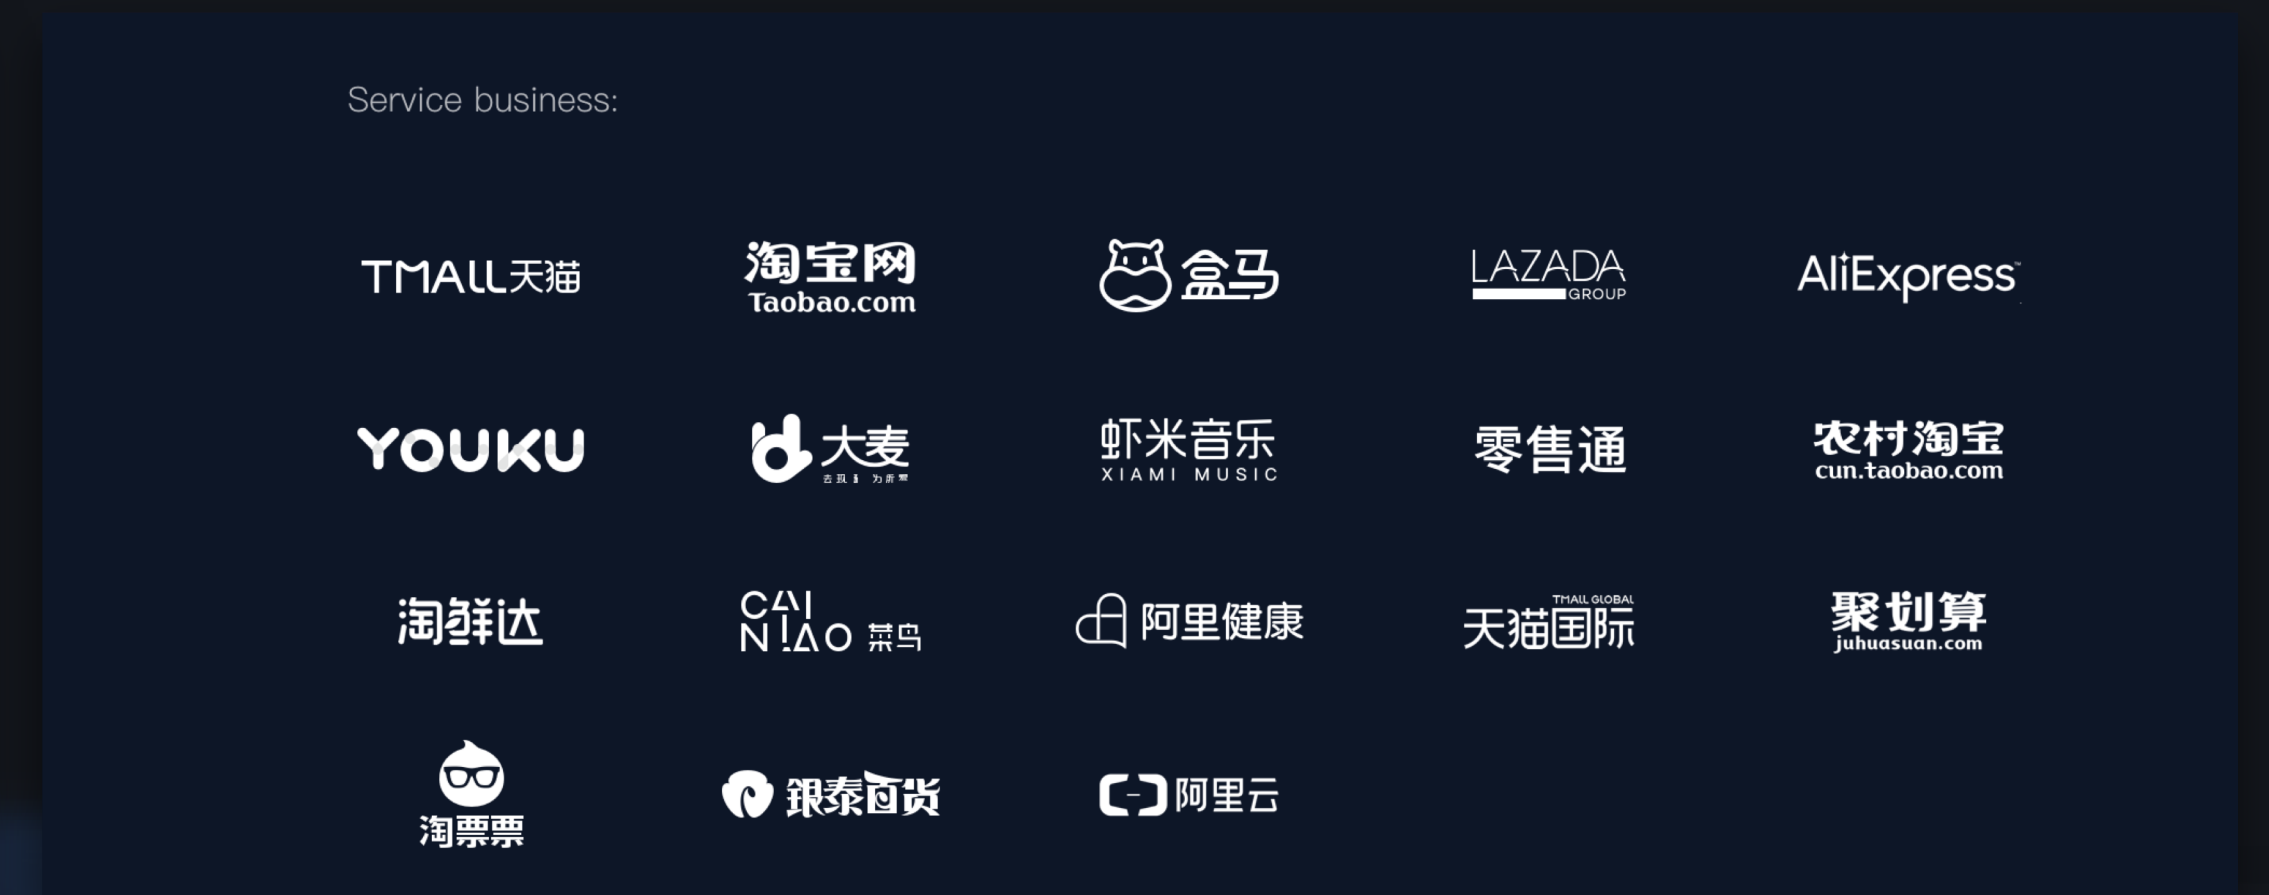 Service business:
TMALL天猫
淘宝网
Taobao.com
盒马
LAZADA
GROUP
AliExpress™
YOUKU
大麦
虾米音乐
XIAMI MUSIC
零售通
农村淘宝
cun.taobao.com
淘鲜达
CAI
NIAO 菜鸟
阿里健康
TMALL GLOBAL
天猫国际
聚划算
juhuasuan.com
淘票票
银泰百货
阿里云